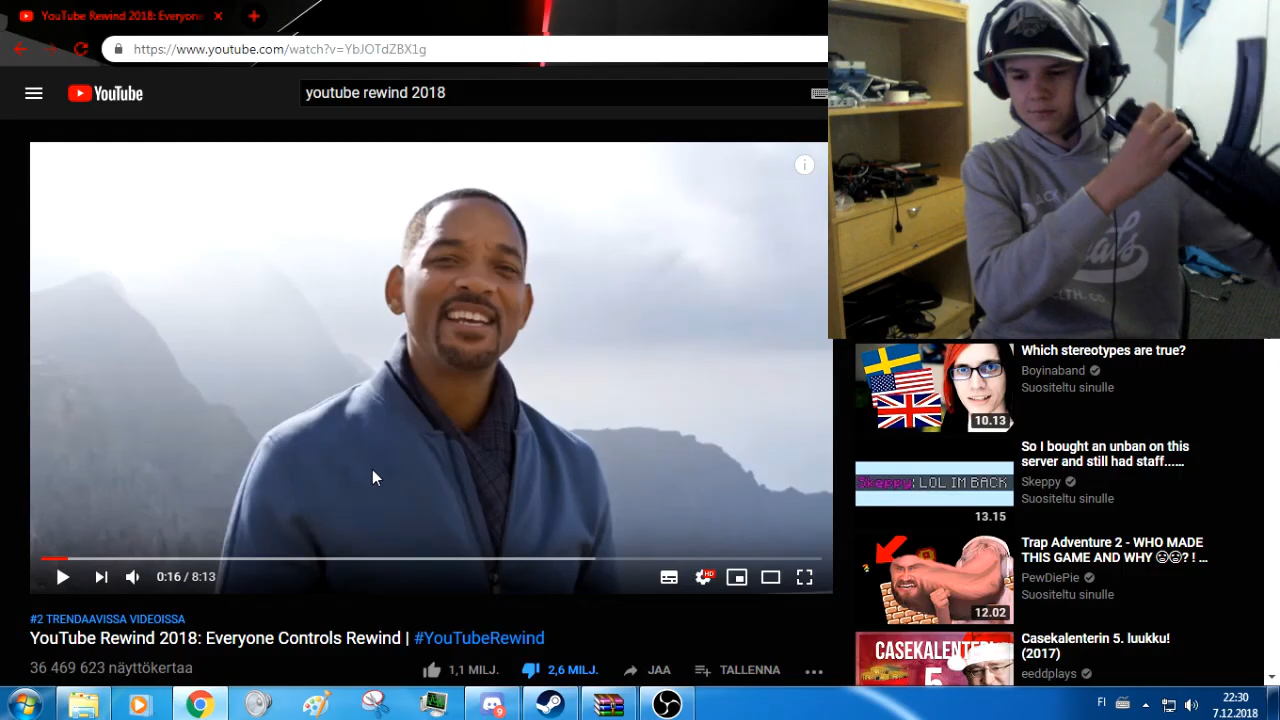 YouTube Rewind 2018: Everyone
https://www.youtube.com/watch?v=YbJOTdZBX1g
YouTube
youtube rewind 2018
0:16 / 8:13
HD
#2 TRENDAAVISSA VIDEOISSA
YouTube Rewind 2018: Everyone Controls Rewind | #YouTubeRewind
36 469 623 näyttökertaa
1,1 MILJ.
2,6 MILJ.
JAA
TALLENNA
Which stereotypes are true?
Boyinaband
Suositeltu sinulle
10.13
So I bought an unban on this
server and still had staff......
Skeppy
Suositeltu sinulle
Skeppy: LOL IM BACK
13.15
Trap Adventure 2 - WHO MADE
THIS GAME AND WHY 😐😐? ! ...
PewDiePie
Suositeltu sinulle
12.02
Casekalenterin 5. luukku!
(2017)
eeddplays
CASEKALENTERI
5
9
FI
22:30
7.12.2018